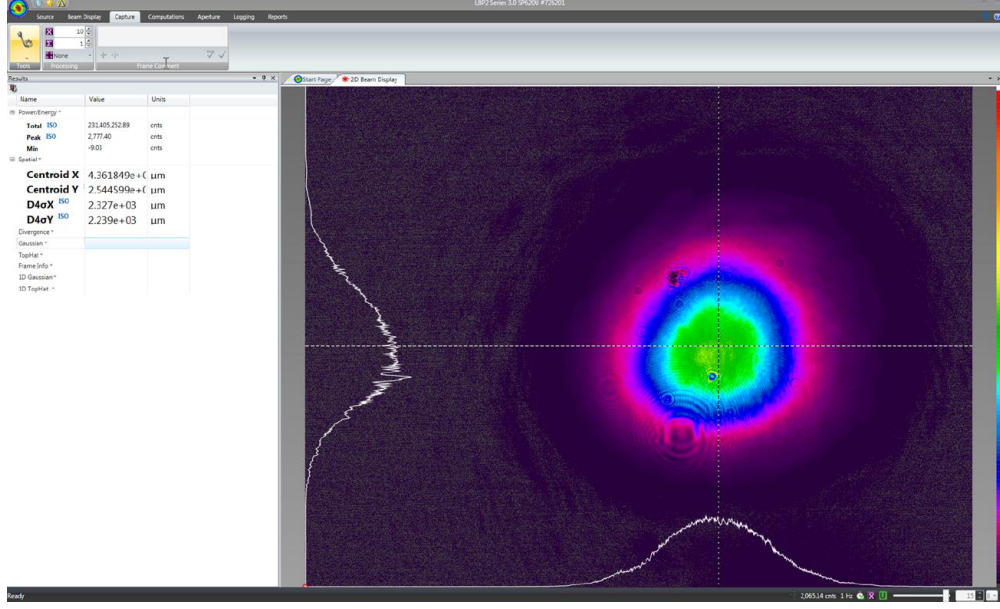 LBP2 Series 3.0 SP620U #726201
Source Beam Display Capture Computations Aperture Logging Reports
10
1
None
Tools Processing Frame Comment
Results
Start Page 2D Beam Display
Name Value Units
Power/Energy
Total ISO 231,405,252.89 cnts
Peak ISO 2,777.40 cnts
Min -9.03 cnts
Spatial
Centroid X 4.361849e+ µm
Centroid Y 2.544599e+ µm
D4σX ISO 2.327e+03 µm
D4σY ISO 2.239e+03 µm
Divergence
Gaussian
TopHat
Frame Info
1D Gaussian
1D TopHat
Ready
2,065.14 cnts 1 Hz 15